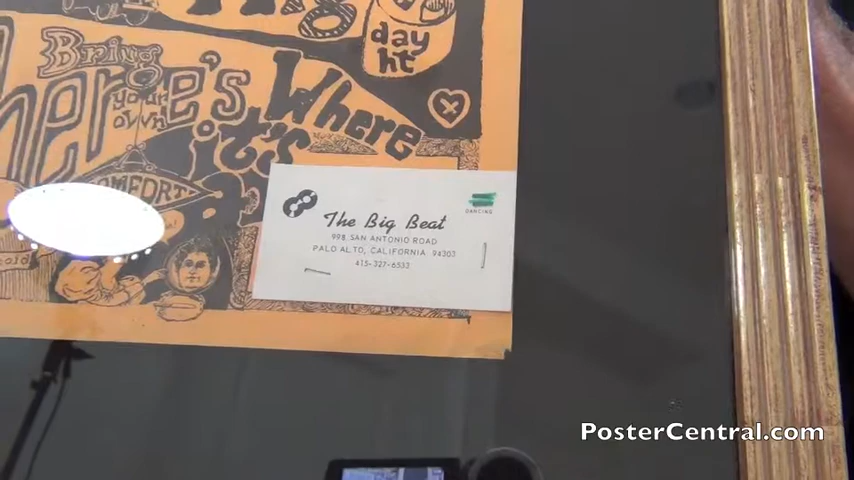 day
ht
Bring
your
own
here's Where
it's
COMFORT
The Big Beat
998 SAN ANTONIO ROAD
PALO ALTO, CALIFORNIA 94303
415-327-6533
DANCING
PosterCentral.com